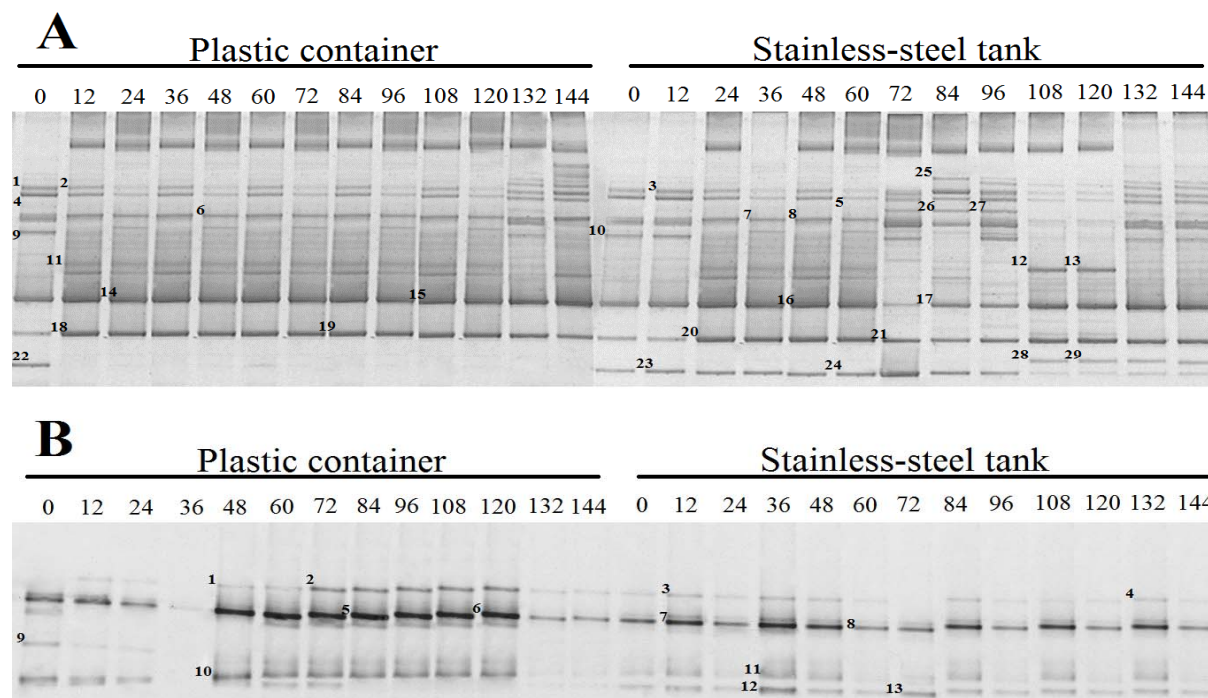 A
Plastic container Stainless-steel tank
0 12 24 36 48 60 72 84 96 108 120 132 144 0 12 24 36 48 60 72 84 96 108 120 132 144
25
1 2 3
4 5
6 7 8 26 27
9 10
11 12 13
14 15 16 17
18 19 20 21
22 23 24 28 29
B
Plastic container Stainless-steel tank
0 12 24 36 48 60 72 84 96 108 120 132 144 0 12 24 36 48 60 72 84 96 108 120 132 144
1 2 3 4
5 6 7 8
9
10 11
12 13